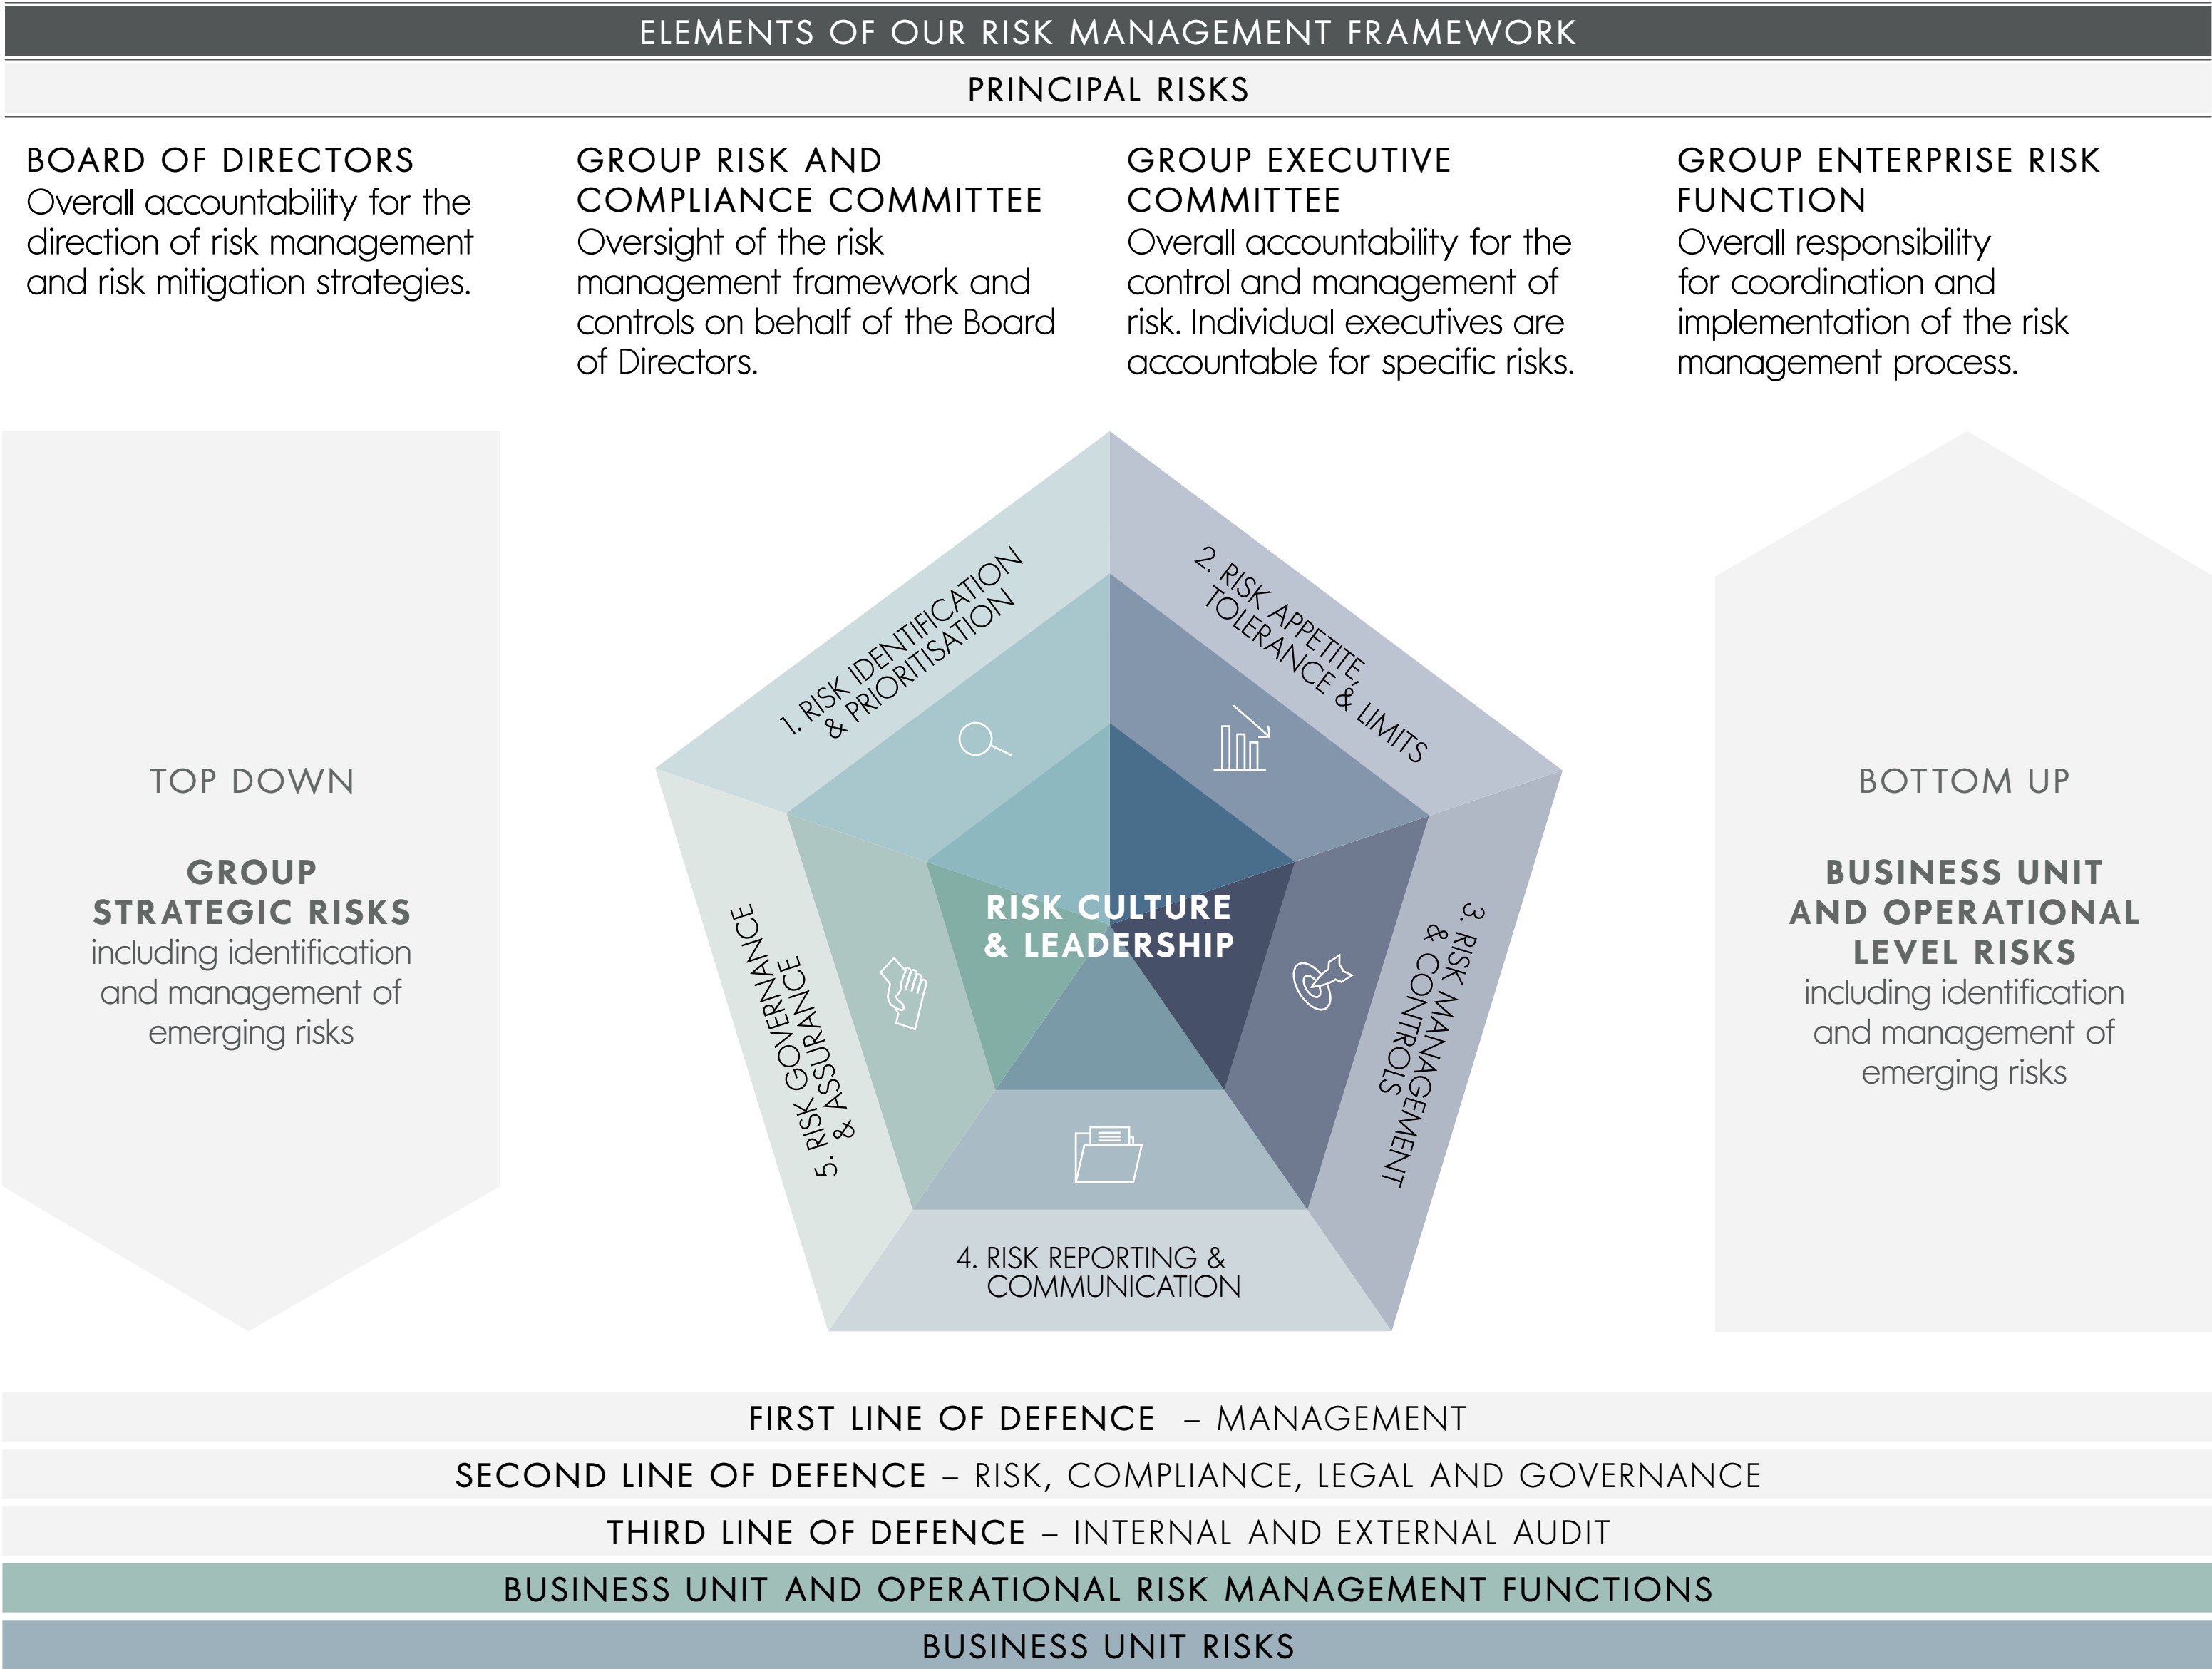 ELEMENTS OF OUR RISK MANAGEMENT FRAMEWORK
PRINCIPAL RISKS
BOARD OF DIRECTORS
Overall accountability for the
direction of risk management
and risk mitigation strategies.
GROUP RISK AND
COMPLIANCE COMMITTEE
Oversight of the risk
management framework and
controls on behalf of the Board
of Directors.
GROUP EXECUTIVE
COMMITTEE
Overall accountability for the
control and management of
risk. Individual executives are
accountable for specific risks.
GROUP ENTERPRISE RISK
FUNCTION
Overall responsibility
for coordination and
implementation of the risk
management process.
TOP DOWN
GROUP
STRATEGIC RISKS
including identification
and management of
emerging risks
1. RISK IDENTIFICATION
& PRIORITISATION
2. RISK APPETITE,
TOLERANCE & LIMITS
3. RISK MANAGEMENT
& CONTROLS
4. RISK REPORTING &
COMMUNICATION
5. RISK GOVERNANCE
& ASSURANCE
RISK CULTURE
& LEADERSHIP
BOTTOM UP
BUSINESS UNIT
AND OPERATIONAL
LEVEL RISKS
including identification
and management of
emerging risks
FIRST LINE OF DEFENCE – MANAGEMENT
SECOND LINE OF DEFENCE – RISK, COMPLIANCE, LEGAL AND GOVERNANCE
THIRD LINE OF DEFENCE – INTERNAL AND EXTERNAL AUDIT
BUSINESS UNIT AND OPERATIONAL RISK MANAGEMENT FUNCTIONS
BUSINESS UNIT RISKS